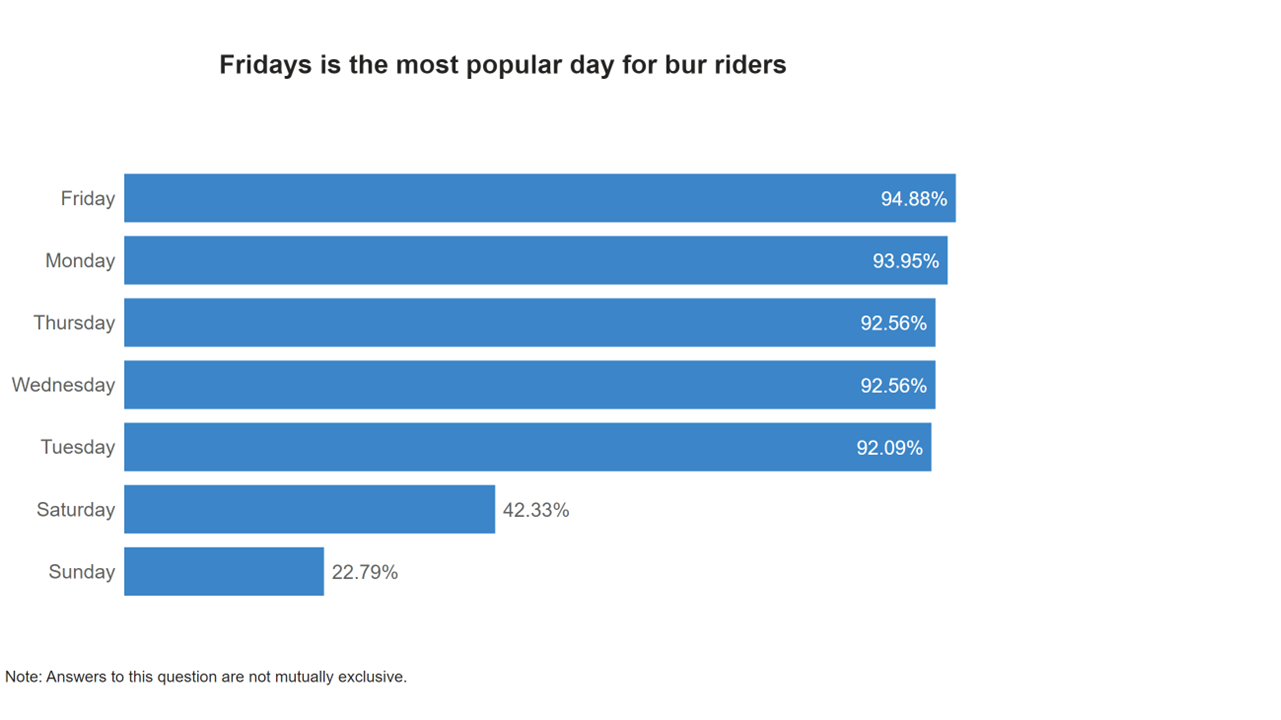 Fridays is the most popular day for bur riders
Friday 94.88%
Monday 93.95%
Thursday 92.56%
Wednesday 92.56%
Tuesday 92.09%
Saturday 42.33%
Sunday 22.79%
Note: Answers to this question are not mutually exclusive.